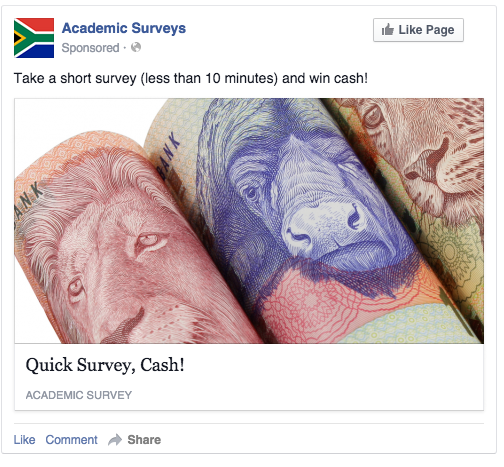 Academic Surveys
Sponsored ·
Like Page
Take a short survey (less than 10 minutes) and win cash!
ANK
BANK
Quick Survey, Cash!
ACADEMIC SURVEY
Like Comment Share